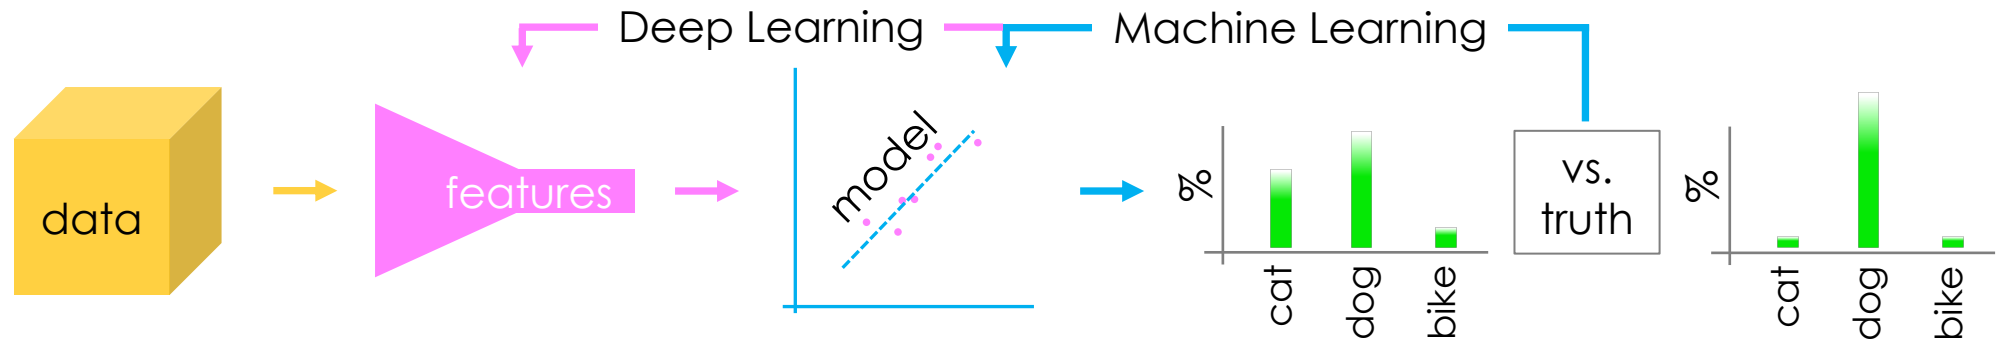 Deep Learning
Machine Learning
data
features
model
%
cat
dog
bike
vs.
truth
%
cat
dog
bike